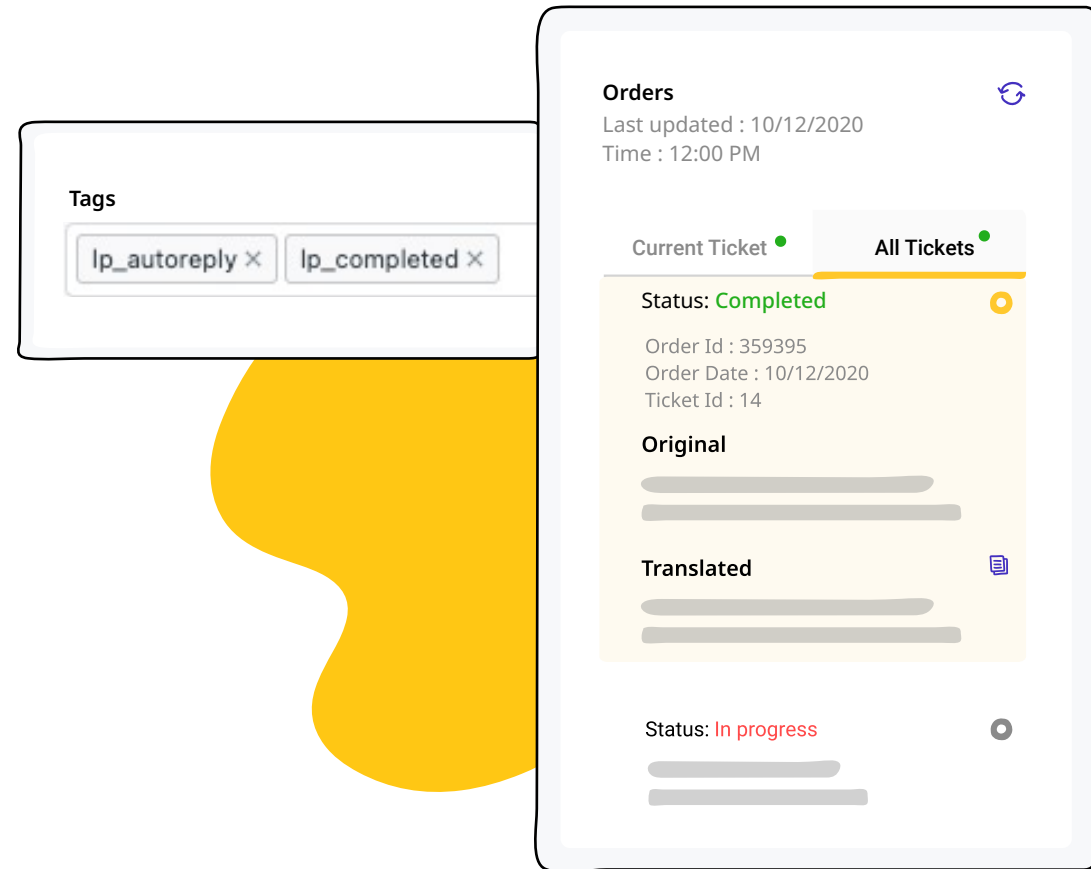 Tags
lp_autoreply ×
lp_completed ×
Orders
Last updated : 10/12/2020
Time : 12:00 PM
Current Ticket
All Tickets
Status: Completed
Order Id : 359395
Order Date : 10/12/2020
Ticket Id : 14
Original
Translated
Status: In progress